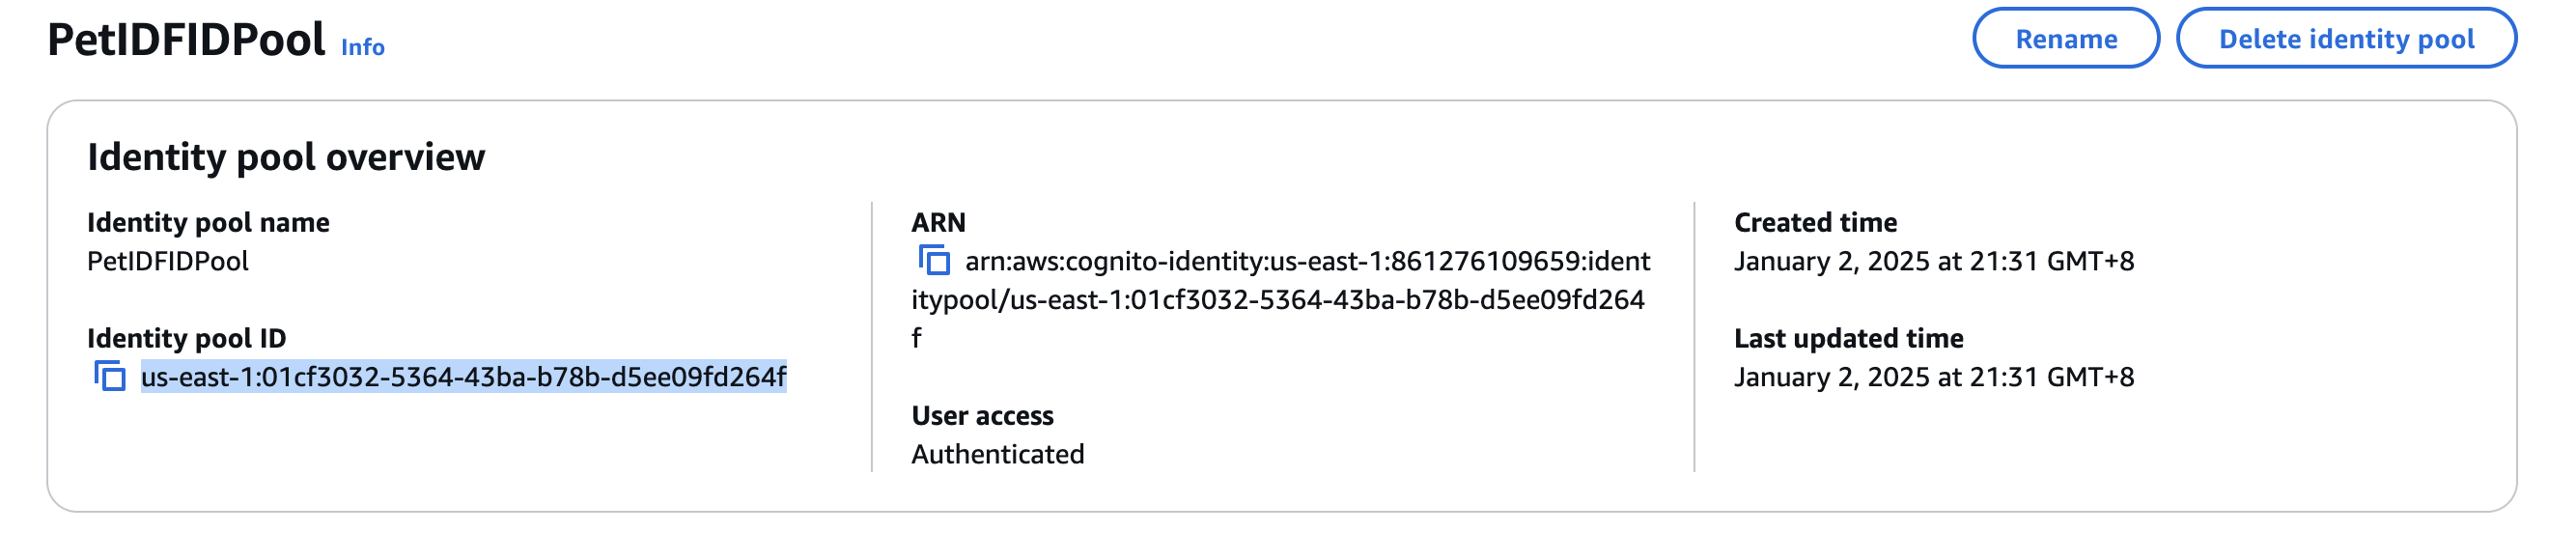 PetIDFIDPool Info
Rename
Delete identity pool
Identity pool overview
Identity pool name
PetIDFIDPool
Identity pool ID
us-east-1:01cf3032-5364-43ba-b78b-d5ee09fd264f
ARN
arn:aws:cognito-identity:us-east-1:861276109659:ident
itypool/us-east-1:01cf3032-5364-43ba-b78b-d5ee09fd264
f
User access
Authenticated
Created time
January 2, 2025 at 21:31 GMT+8
Last updated time
January 2, 2025 at 21:31 GMT+8